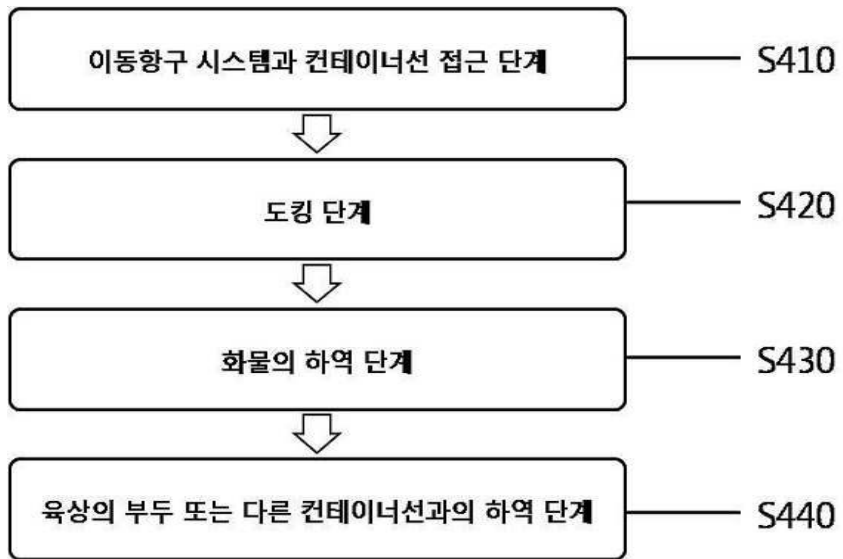 이동항구 시스템과 컨테이너선 접근 단계
S410
도킹 단계
S420
화물의 하역 단계
S430
육상의 부두 또는 다른 컨테이너선과의 하역 단계
S440